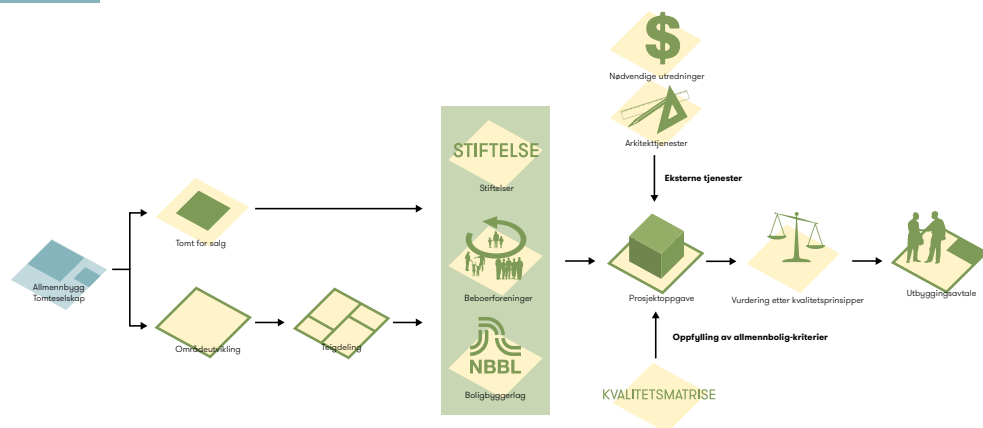 Allmennbygg
Tomteselskap
Tomt for salg
Områdeutvikling
Teigdeling
STIFTELSE
Stiftelser
Beboerforeninger
NBBL
Boligbyggerlag
$
Nødvendige utredninger
Arkitekttjenester
Eksterne tjenester
Prosjektoppgave
Oppfylling av allmennbolig-kriterier
KVALITETSMATRISE
Vurdering etter kvalitetsprinsipper
Utbyggingsavtale